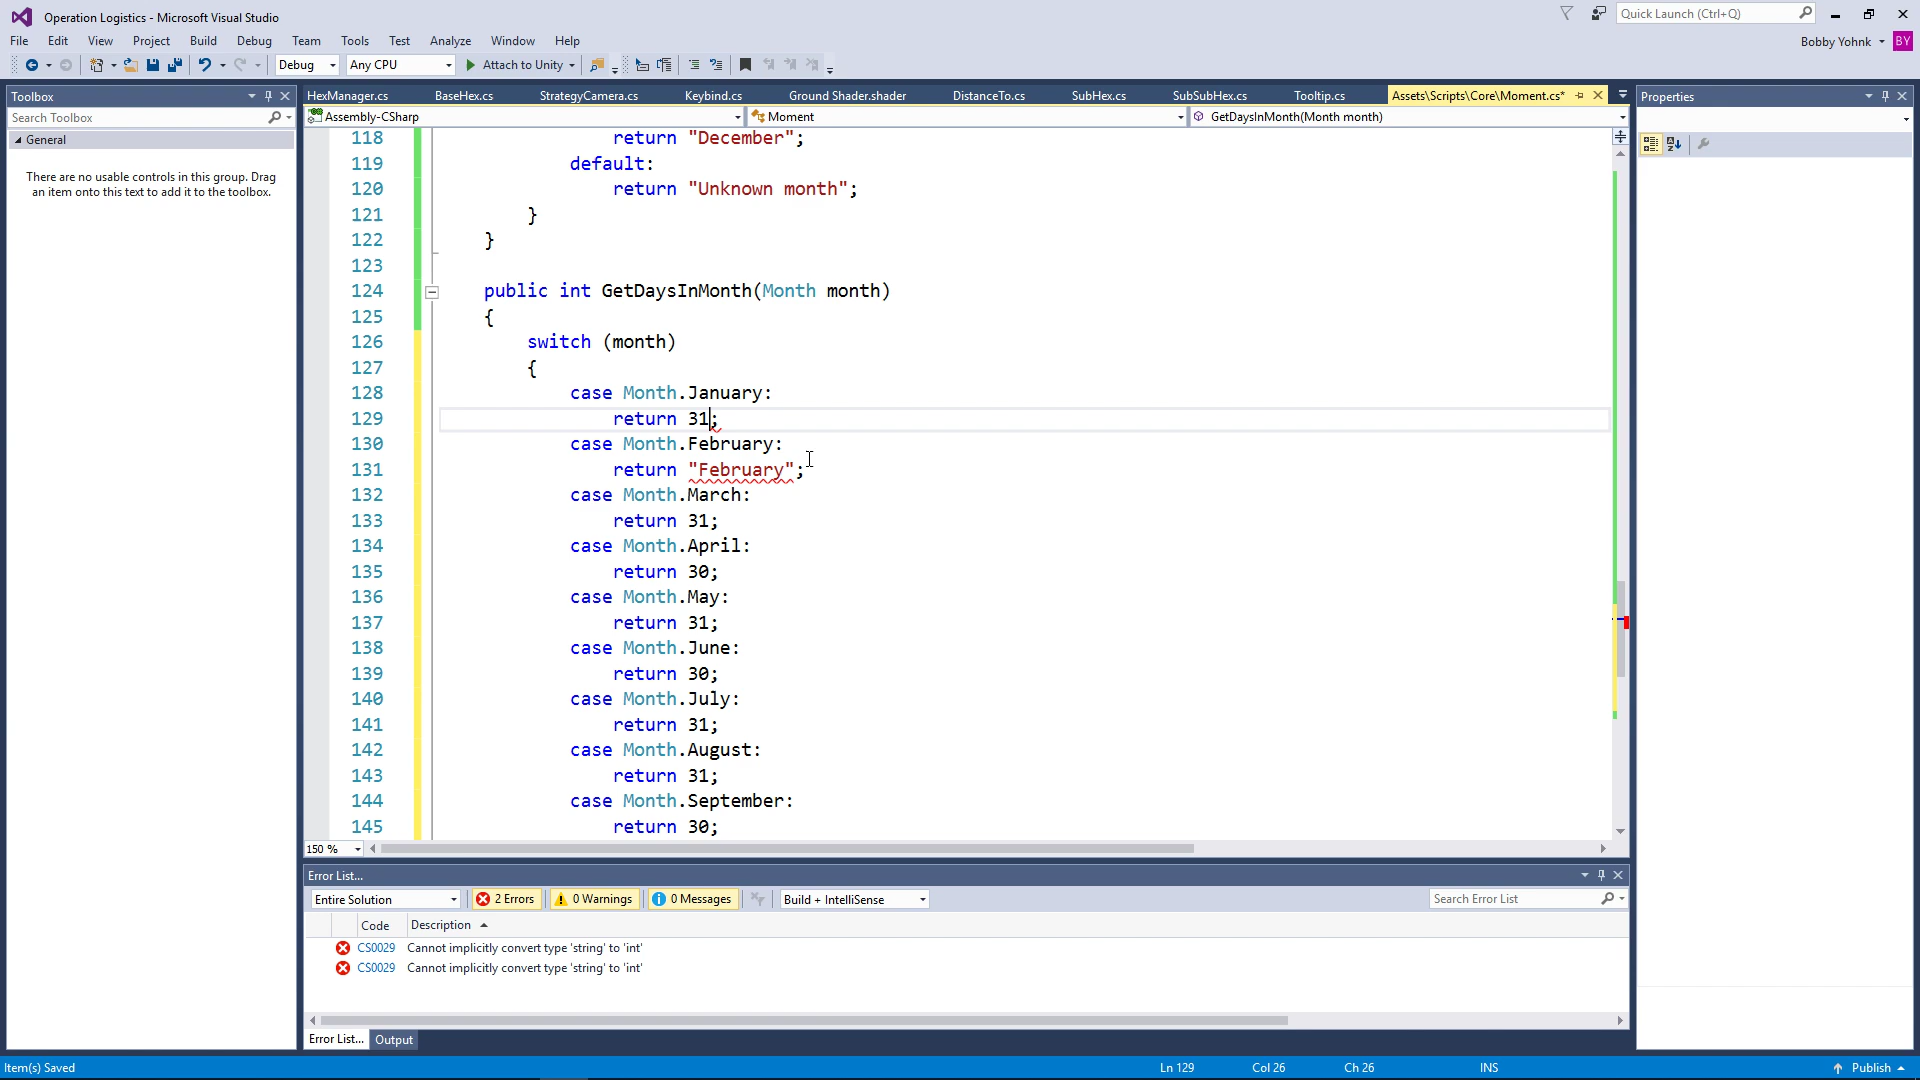 Operation Logistics - Microsoft Visual Studio
Quick Launch (Ctrl+Q)
File Edit View Project Build Debug Team Tools Test Analyze Window Help
Bobby Yohnk BY
Debug Any CPU Attach to Unity
Toolbox
Search Toolbox
General
There are no usable controls in this group. Drag
an item onto this text to add it to the toolbox.
HexManager.cs BaseHex.cs StrategyCamera.cs Keybind.cs Ground Shader.shader DistanceTo.cs SubHex.cs SubSubHex.cs Tooltip.cs Assets\Scripts\Core\Moment.cs*
Assembly-CSharp Moment GetDaysInMonth(Month month)
118 return "December";
119 default:
120 return "Unknown month";
121 }
122 }
123
124 public int GetDaysInMonth(Month month)
125 {
126 switch (month)
127 {
128 case Month.January:
129 return 31;
130 case Month.February:
131 return "February";
132 case Month.March:
133 return 31;
134 case Month.April:
135 return 30;
136 case Month.May:
137 return 31;
138 case Month.June:
139 return 30;
140 case Month.July:
141 return 31;
142 case Month.August:
143 return 31;
144 case Month.September:
145 return 30;
150 %
Properties
Error List...
Entire Solution 2 Errors 0 Warnings 0 Messages Build + IntelliSense Search Error List
Code Description
CS0029 Cannot implicitly convert type 'string' to 'int'
CS0029 Cannot implicitly convert type 'string' to 'int'
Error List... Output
Item(s) Saved Ln 129 Col 26 Ch 26 INS Publish